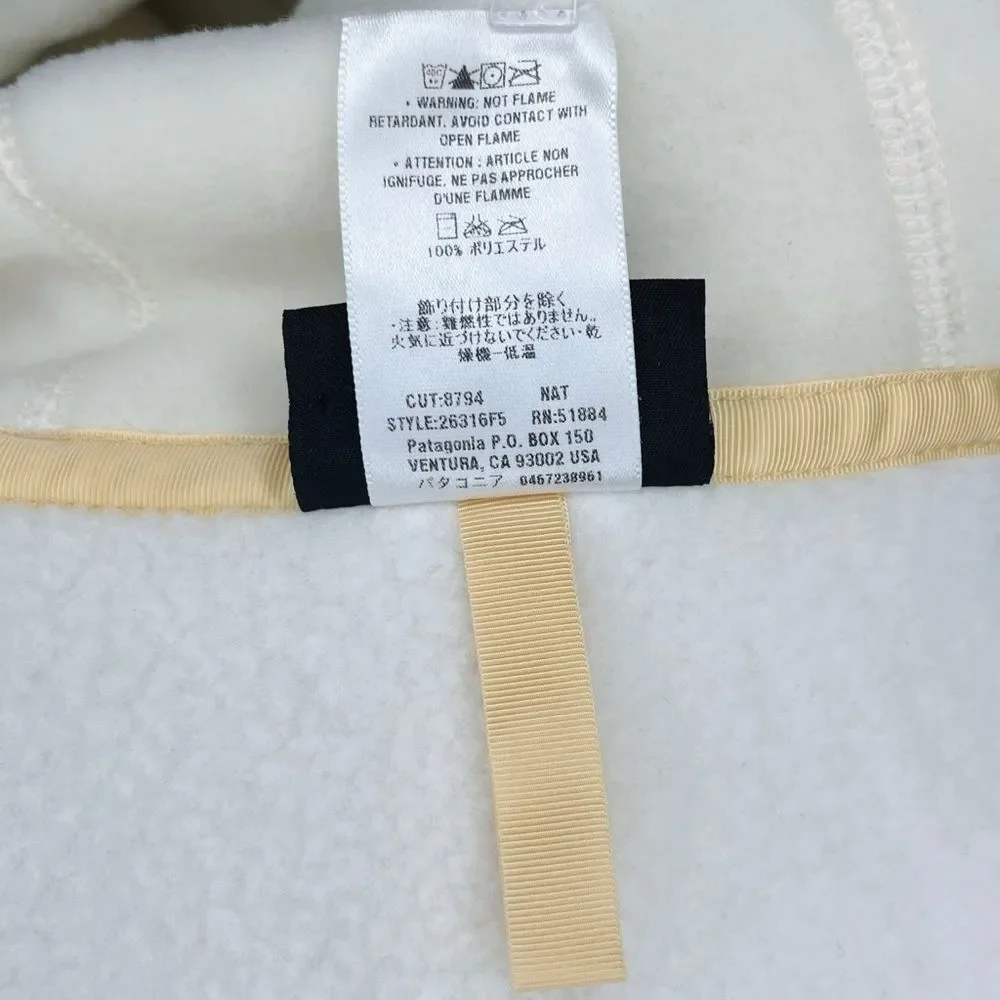 40C
• WARNING: NOT FLAME
RETARDANT. AVOID CONTACT WITH
OPEN FLAME
• ATTENTION : ARTICLE NON
IGNIFUGE. NE PAS APPROCHER
D'UNE FLAMME
100% ポリエステル
飾り付け部分を除く
・注意:難燃性ではありません。
火気に近づけないでください・乾
燥機-低温
CUT:8794 NAT
STYLE:26316F5 RN:51884
Patagonia P.O. BOX 150
VENTURA, CA 93002 USA
パタゴニア 0467238961